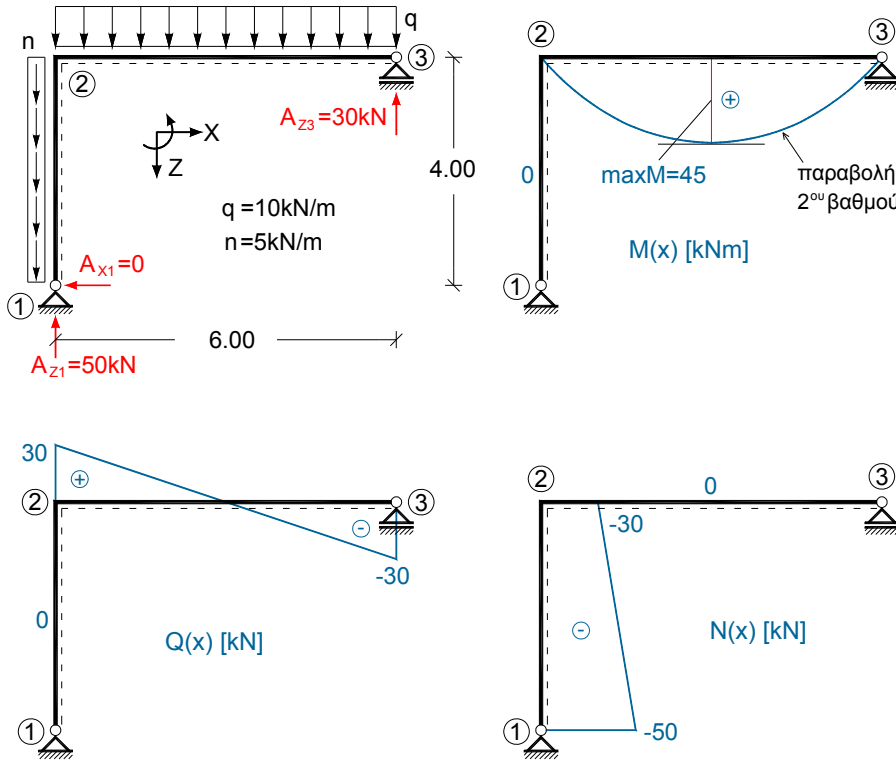 n
q
②
③
A_Z3=30kN
X
Z
4.00
q = 10kN/m
n = 5kN/m
A_X1=0
①
6.00
A_Z1=50kN
②
③
+
0
maxM=45
παραβολή
2ου βαθμού
M(x) [kNm]
①
30
+
②
③
-
-30
0
Q(x) [kN]
①
②
0
③
-30
-
N(x) [kN]
①
-50